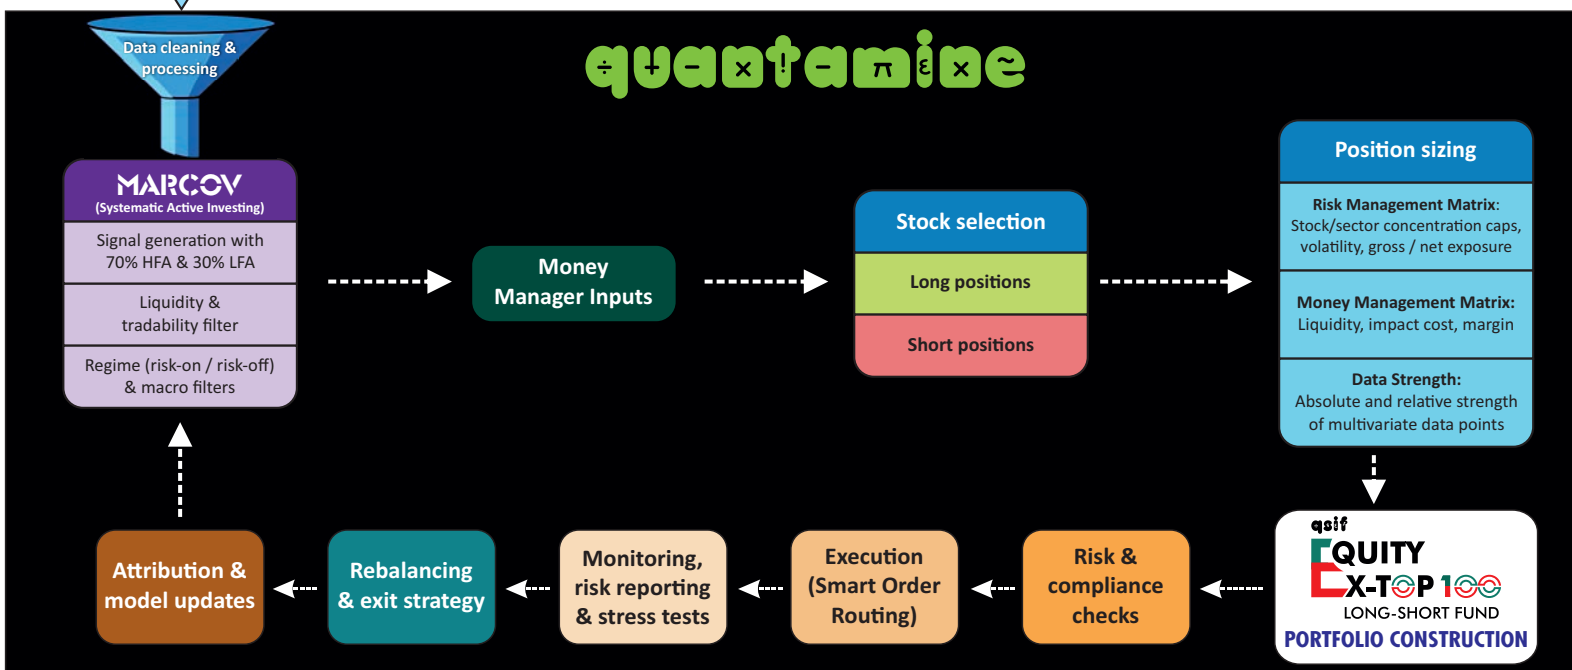 Data cleaning &
processing
quantamine
MARCOV
(Systematic Active Investing)
Signal generation with
70% HFA & 30% LFA
Liquidity &
tradability filter
Regime (risk-on / risk-off)
& macro filters
Money
Manager Inputs
Stock selection
Long positions
Short positions
Position sizing
Risk Management Matrix:
Stock/sector concentration caps,
volatility, gross / net exposure
Money Management Matrix:
Liquidity, impact cost, margin
Data Strength:
Absolute and relative strength
of multivariate data points
qsif
EQUITY
EX-TOP 100
LONG-SHORT FUND
PORTFOLIO CONSTRUCTION
Risk &
compliance
checks
Execution
(Smart Order
Routing)
Monitoring,
risk reporting
& stress tests
Rebalancing
& exit strategy
Attribution &
model updates